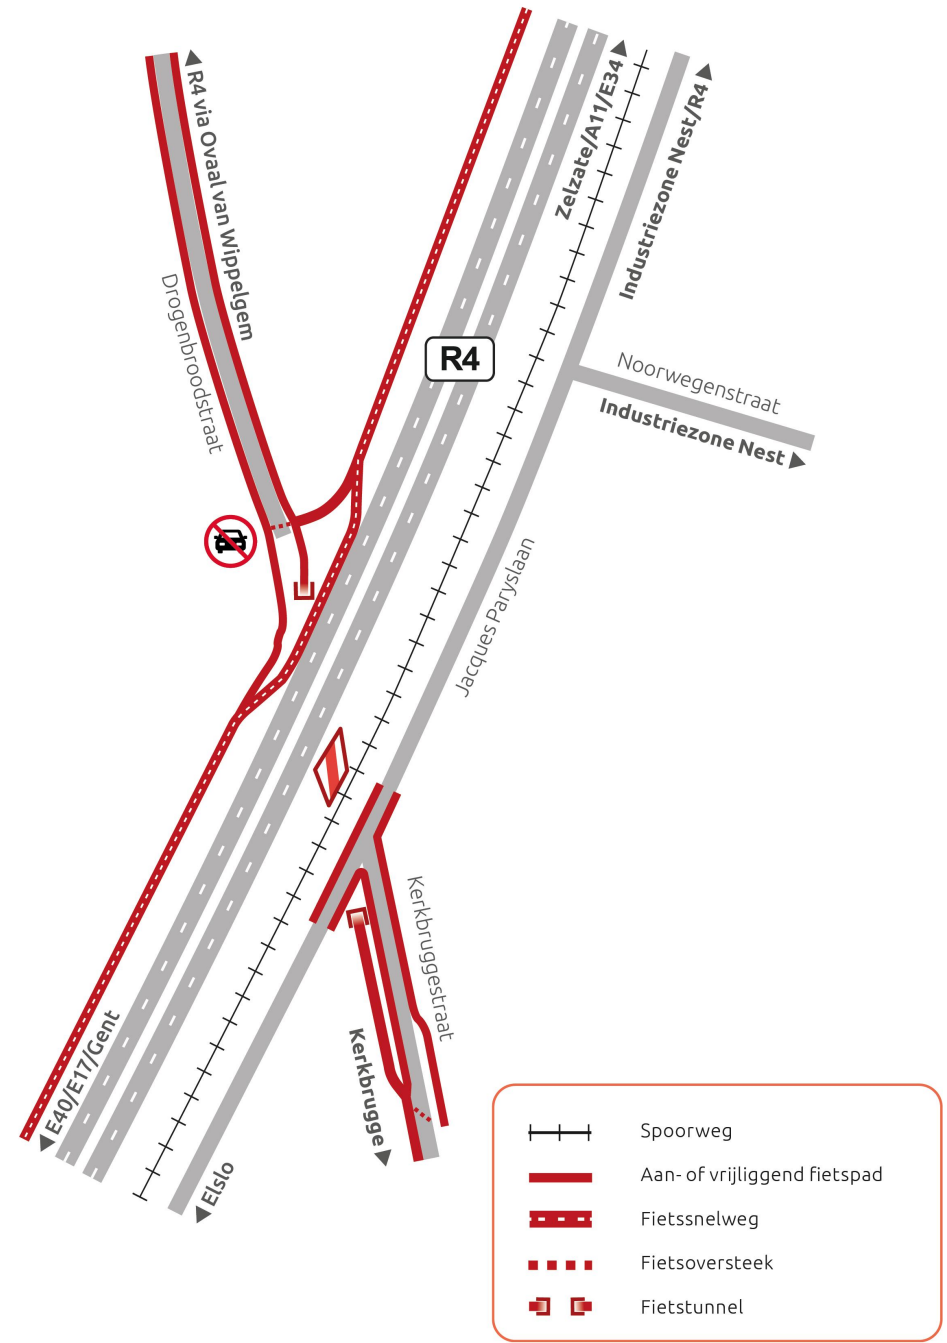 R4 via Ovaal van Wippelgem
Drogenbroodstraat
Zelzate/A11/E34
Industriezone Nest/R4
R4
Noorwegenstraat
Industriezone Nest
Jacques Paryslaan
Kerkbruggestraat
Kerkbrugge
E40/E17/Gent
Elslo
Spoorweg
Aan- of vrijliggend fietspad
Fietssnelweg
Fietsoversteek
Fietstunnel